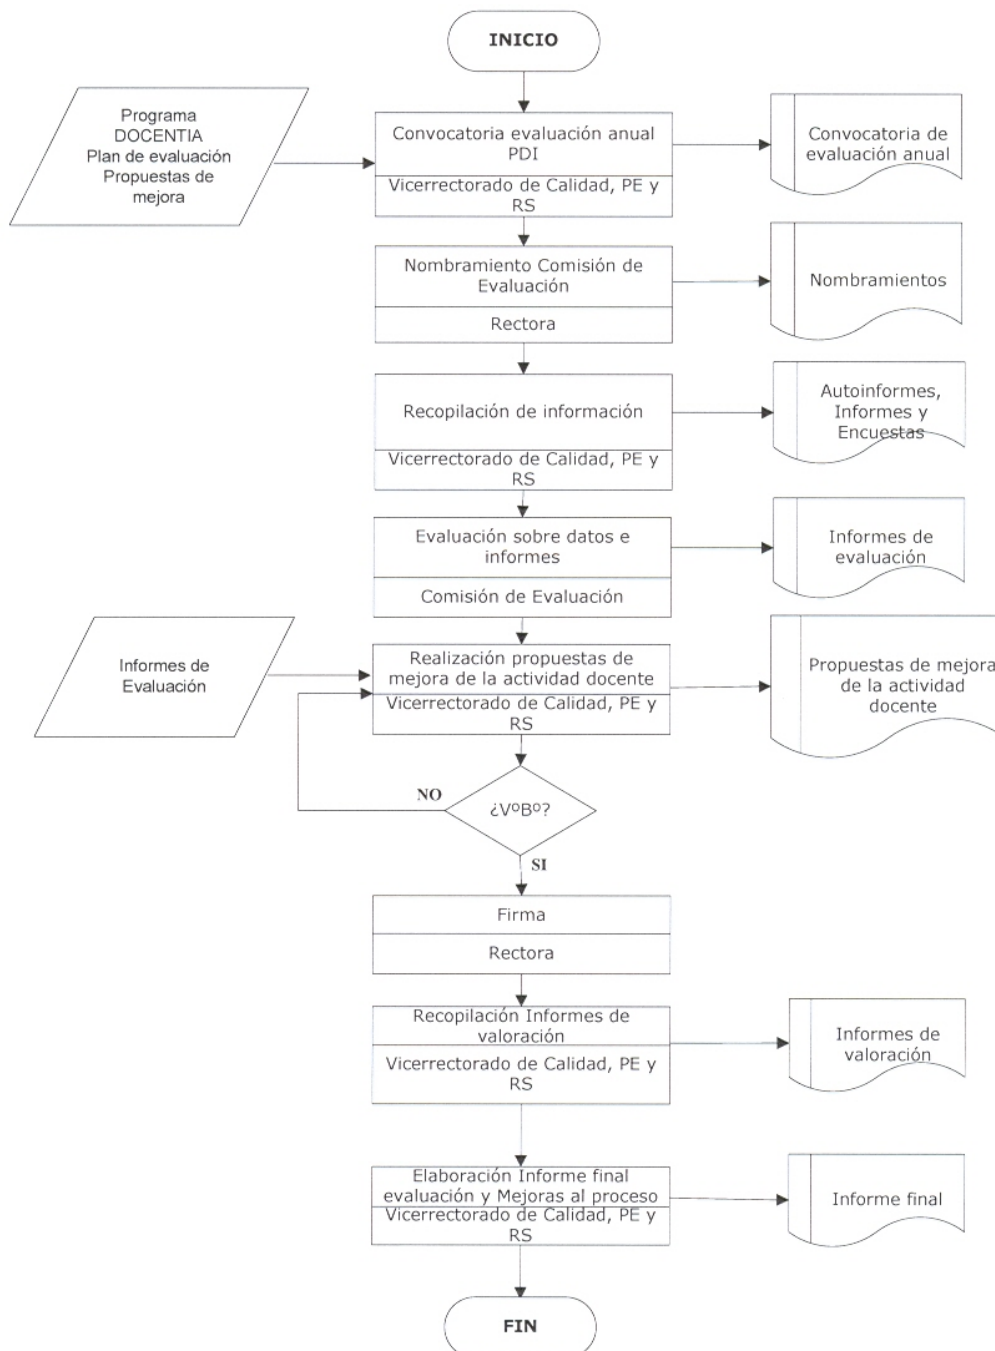 INICIO
Programa
DOCENTIA
Plan de evaluación
Propuestas de
mejora
Convocatoria evaluación anual
PDI
Vicerrectorado de Calidad, PE y
RS
Convocatoria de
evaluación anual
Nombramiento Comisión de
Evaluación
Rectora
Nombramientos
Recopilación de información
Vicerrectorado de Calidad, PE y
RS
Autoinformes,
Informes y
Encuestas
Evaluación sobre datos e
informes
Comisión de Evaluación
Informes de
evaluación
Informes de
Evaluación
Realización propuestas de
mejora de la actividad docente
Vicerrectorado de Calidad, PE y
RS
Propuestas de mejora
de la actividad
docente
¿VºBº?
NO
SI
Firma
Rectora
Recopilación Informes de
valoración
Vicerrectorado de Calidad, PE y
RS
Informes de
valoración
Elaboración Informe final
evaluación y Mejoras al proceso
Vicerrectorado de Calidad, PE y
RS
Informe final
FIN